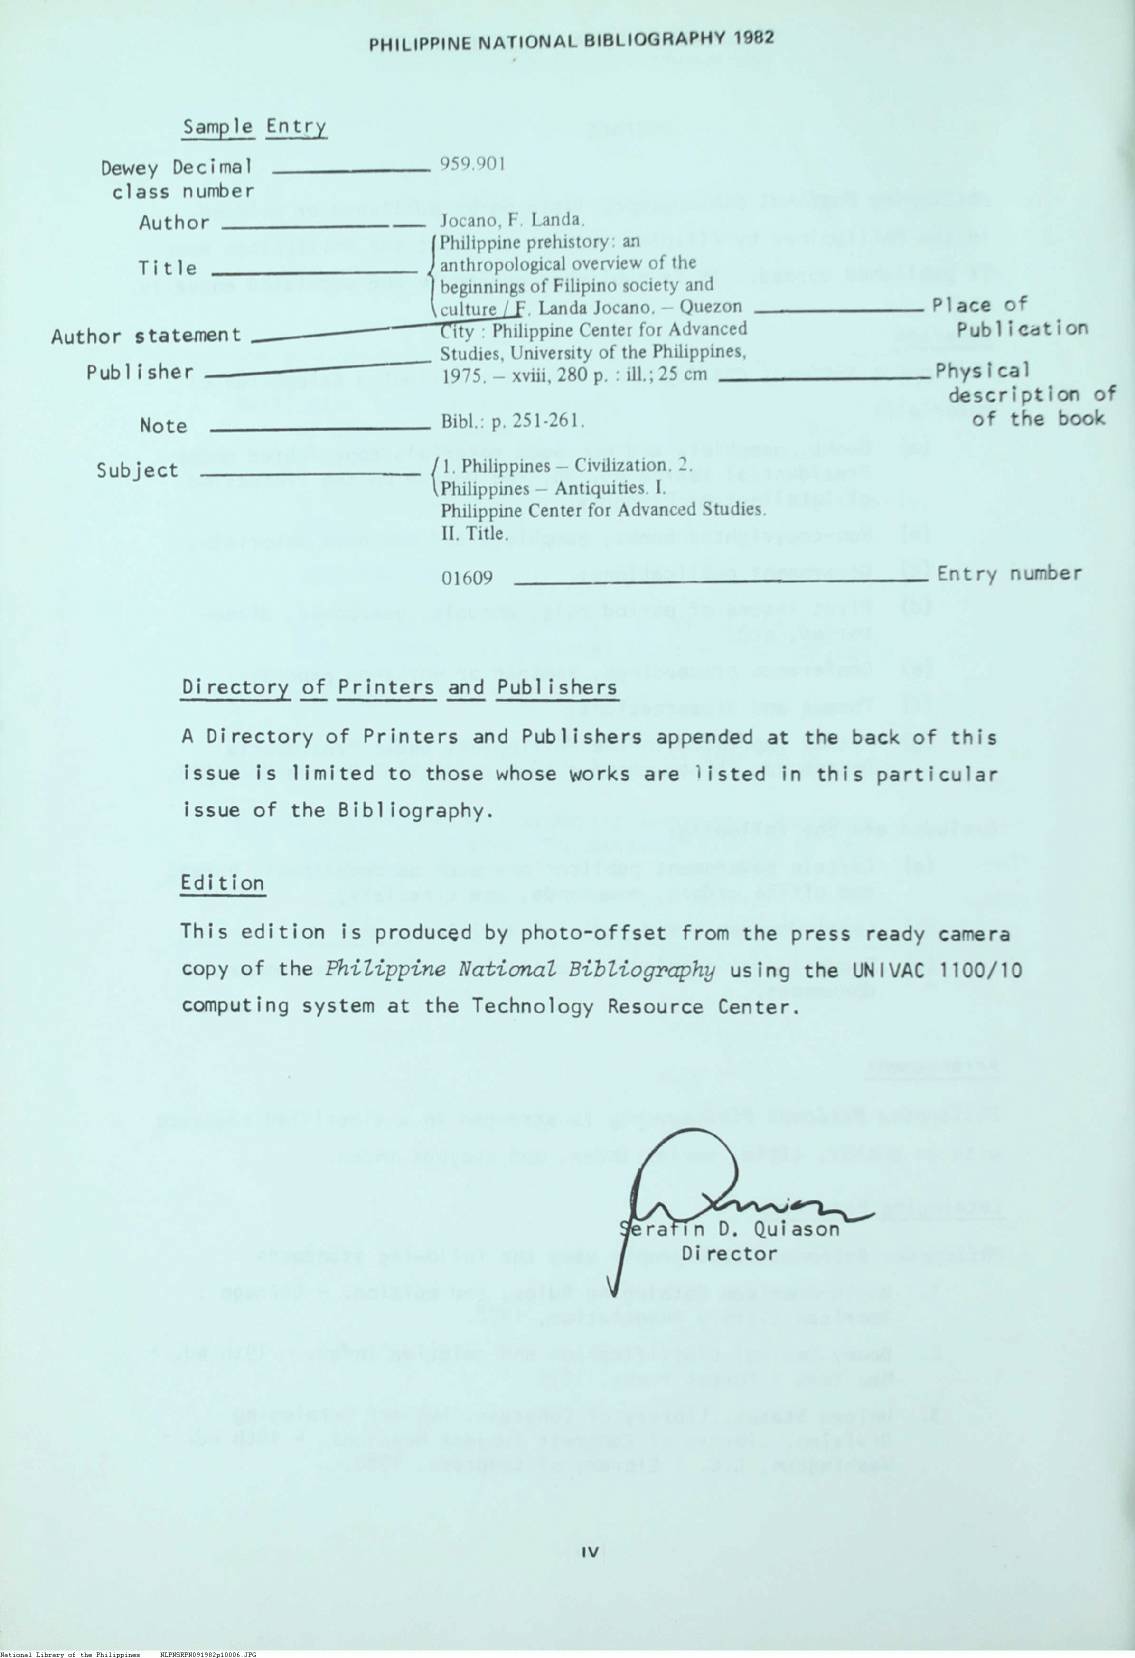 PHILIPPINE NATIONAL BIBLIOGRAPHY 1982
Sample Entry
Dewey Decimal 959.901
class number
Author Jocano, F. Landa.
Philippine prehistory: an
Title anthropological overview of the
beginnings of Filipino society and
culture / F. Landa Jocano. – Quezon Place of
Author statement City : Philippine Center for Advanced Publication
Studies, University of the Philippines,
Publisher 1975. – xviii, 280 p. : ill.; 25 cm Physical
description of
of the book
Note Bibl.: p. 251-261.
Subject 1. Philippines – Civilization. 2.
Philippines – Antiquities. I.
Philippine Center for Advanced Studies.
II. Title.
01609 Entry number
Directory of Printers and Publishers
A Directory of Printers and Publishers appended at the back of this
issue is limited to those whose works are listed in this particular
issue of the Bibliography.
Edition
This edition is produced by photo-offset from the press ready camera
copy of the Philippine National Bibliography using the UNIVAC 1100/10
computing system at the Technology Resource Center.
Serafin D. Quiason
Director
IV
National Library of the Philippines NLPNSRPN091982p10006.JPG